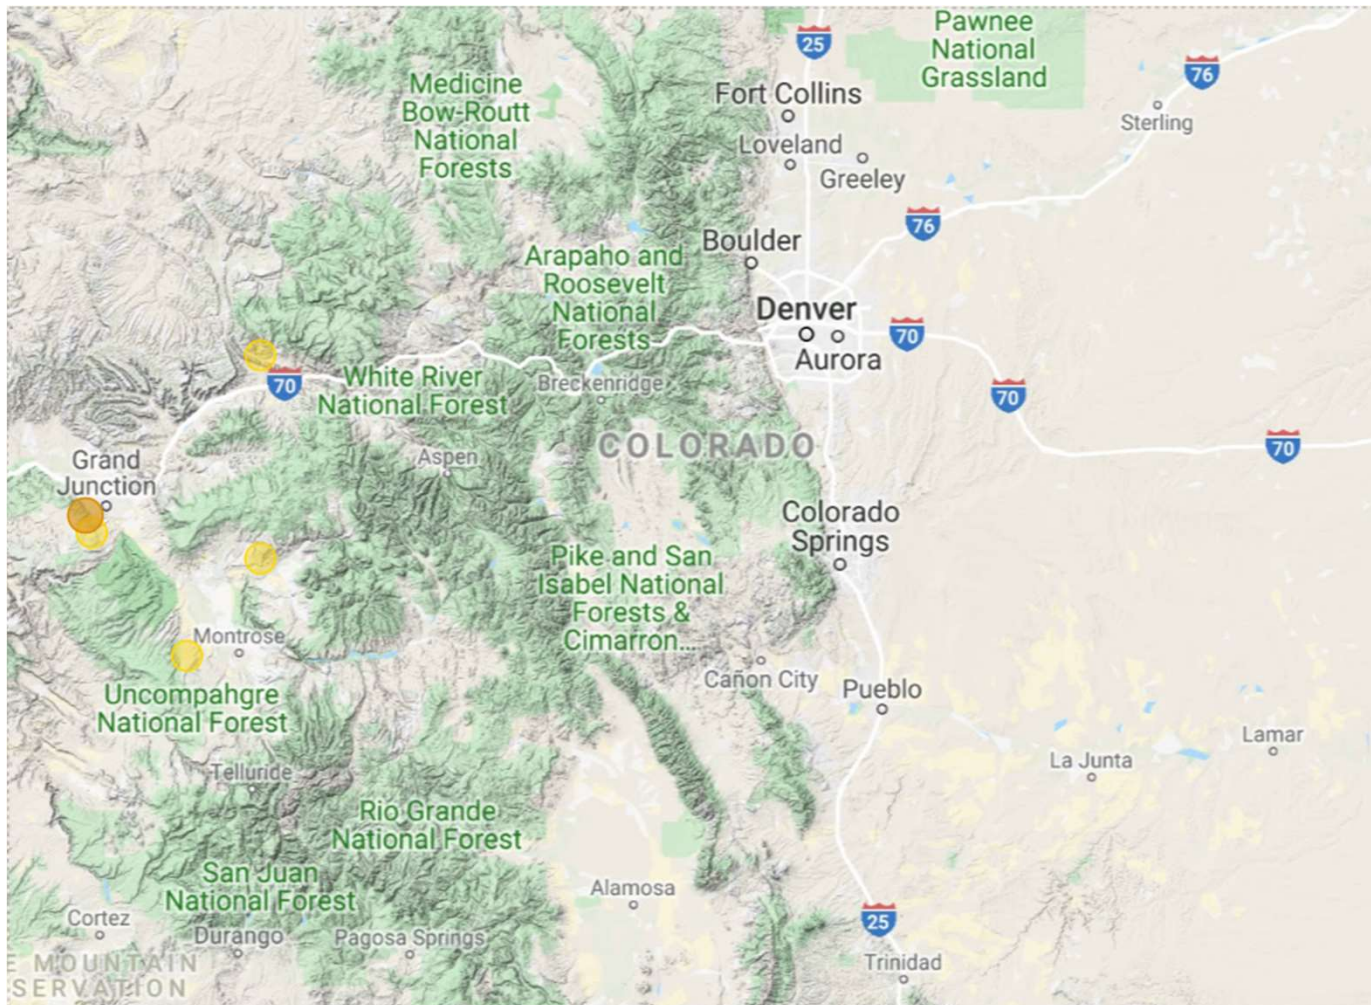 Pawnee
National
Grassland
25
76
Medicine
Bow-Routt
National
Forests
Fort Collins
Sterling
Loveland
Greeley
76
Boulder
Arapaho and
Roosevelt
National
Forests
Denver
70
Aurora
70
White River
National Forest
Breckenridge
70
COLORADO
70
Grand
Junction
Aspen
Colorado
Springs
Pike and San
Isabel National
Forests &
Cimarron...
Montrose
Cañon City
Pueblo
Uncompahgre
National Forest
Lamar
La Junta
Telluride
Rio Grande
National Forest
San Juan
National Forest
Alamosa
Cortez
25
Durango
Pagosa Springs
E MOUNTAIN
SERVATION
Trinidad